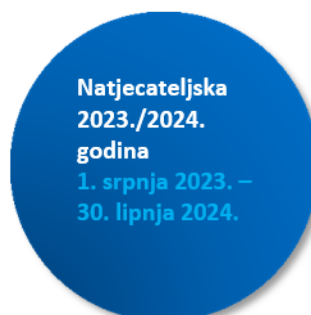 Natjecateljska
2023./2024.
godina
1. srpnja 2023. –
30. lipnja 2024.